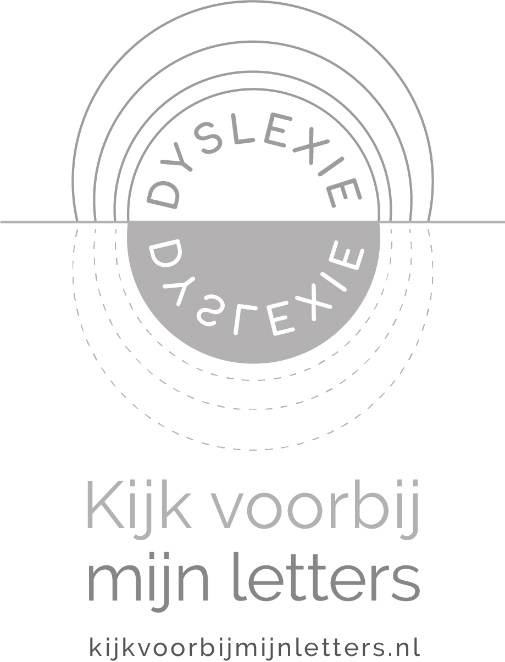 DYSLEXIE
DYSLEXIE
Kijk voorbij
mijn letters
kijkvoorbijmijnletters.nl